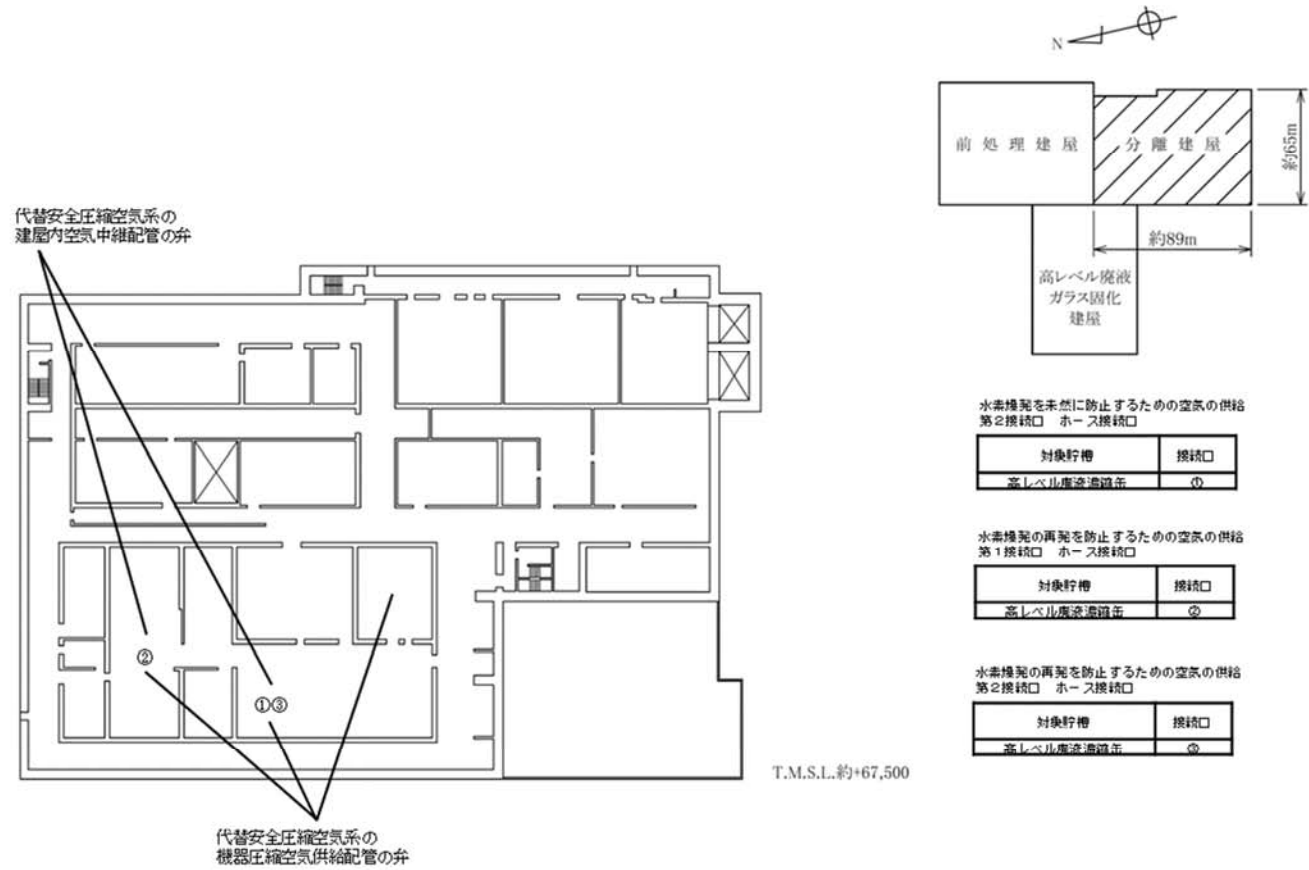 N
前処理建屋
分離建屋
約65m
約89m
高レベル廃液
ガラス固化
建屋
代替安全圧縮空気系の
建屋内空気中継配管の弁
水素爆発を未然に防止するための空気の供給
第2接続口 ホース接続口
対象貯槽 接続口
高レベル廃液濃縮缶 ①
水素爆発の再発を防止するための空気の供給
第1接続口 ホース接続口
対象貯槽 接続口
高レベル廃液濃縮缶 ②
水素爆発の再発を防止するための空気の供給
第2接続口 ホース接続口
対象貯槽 接続口
高レベル廃液濃縮缶 ③
②
①③
T.M.S.L.約+67,500
代替安全圧縮空気系の
機器圧縮空気供給配管の弁